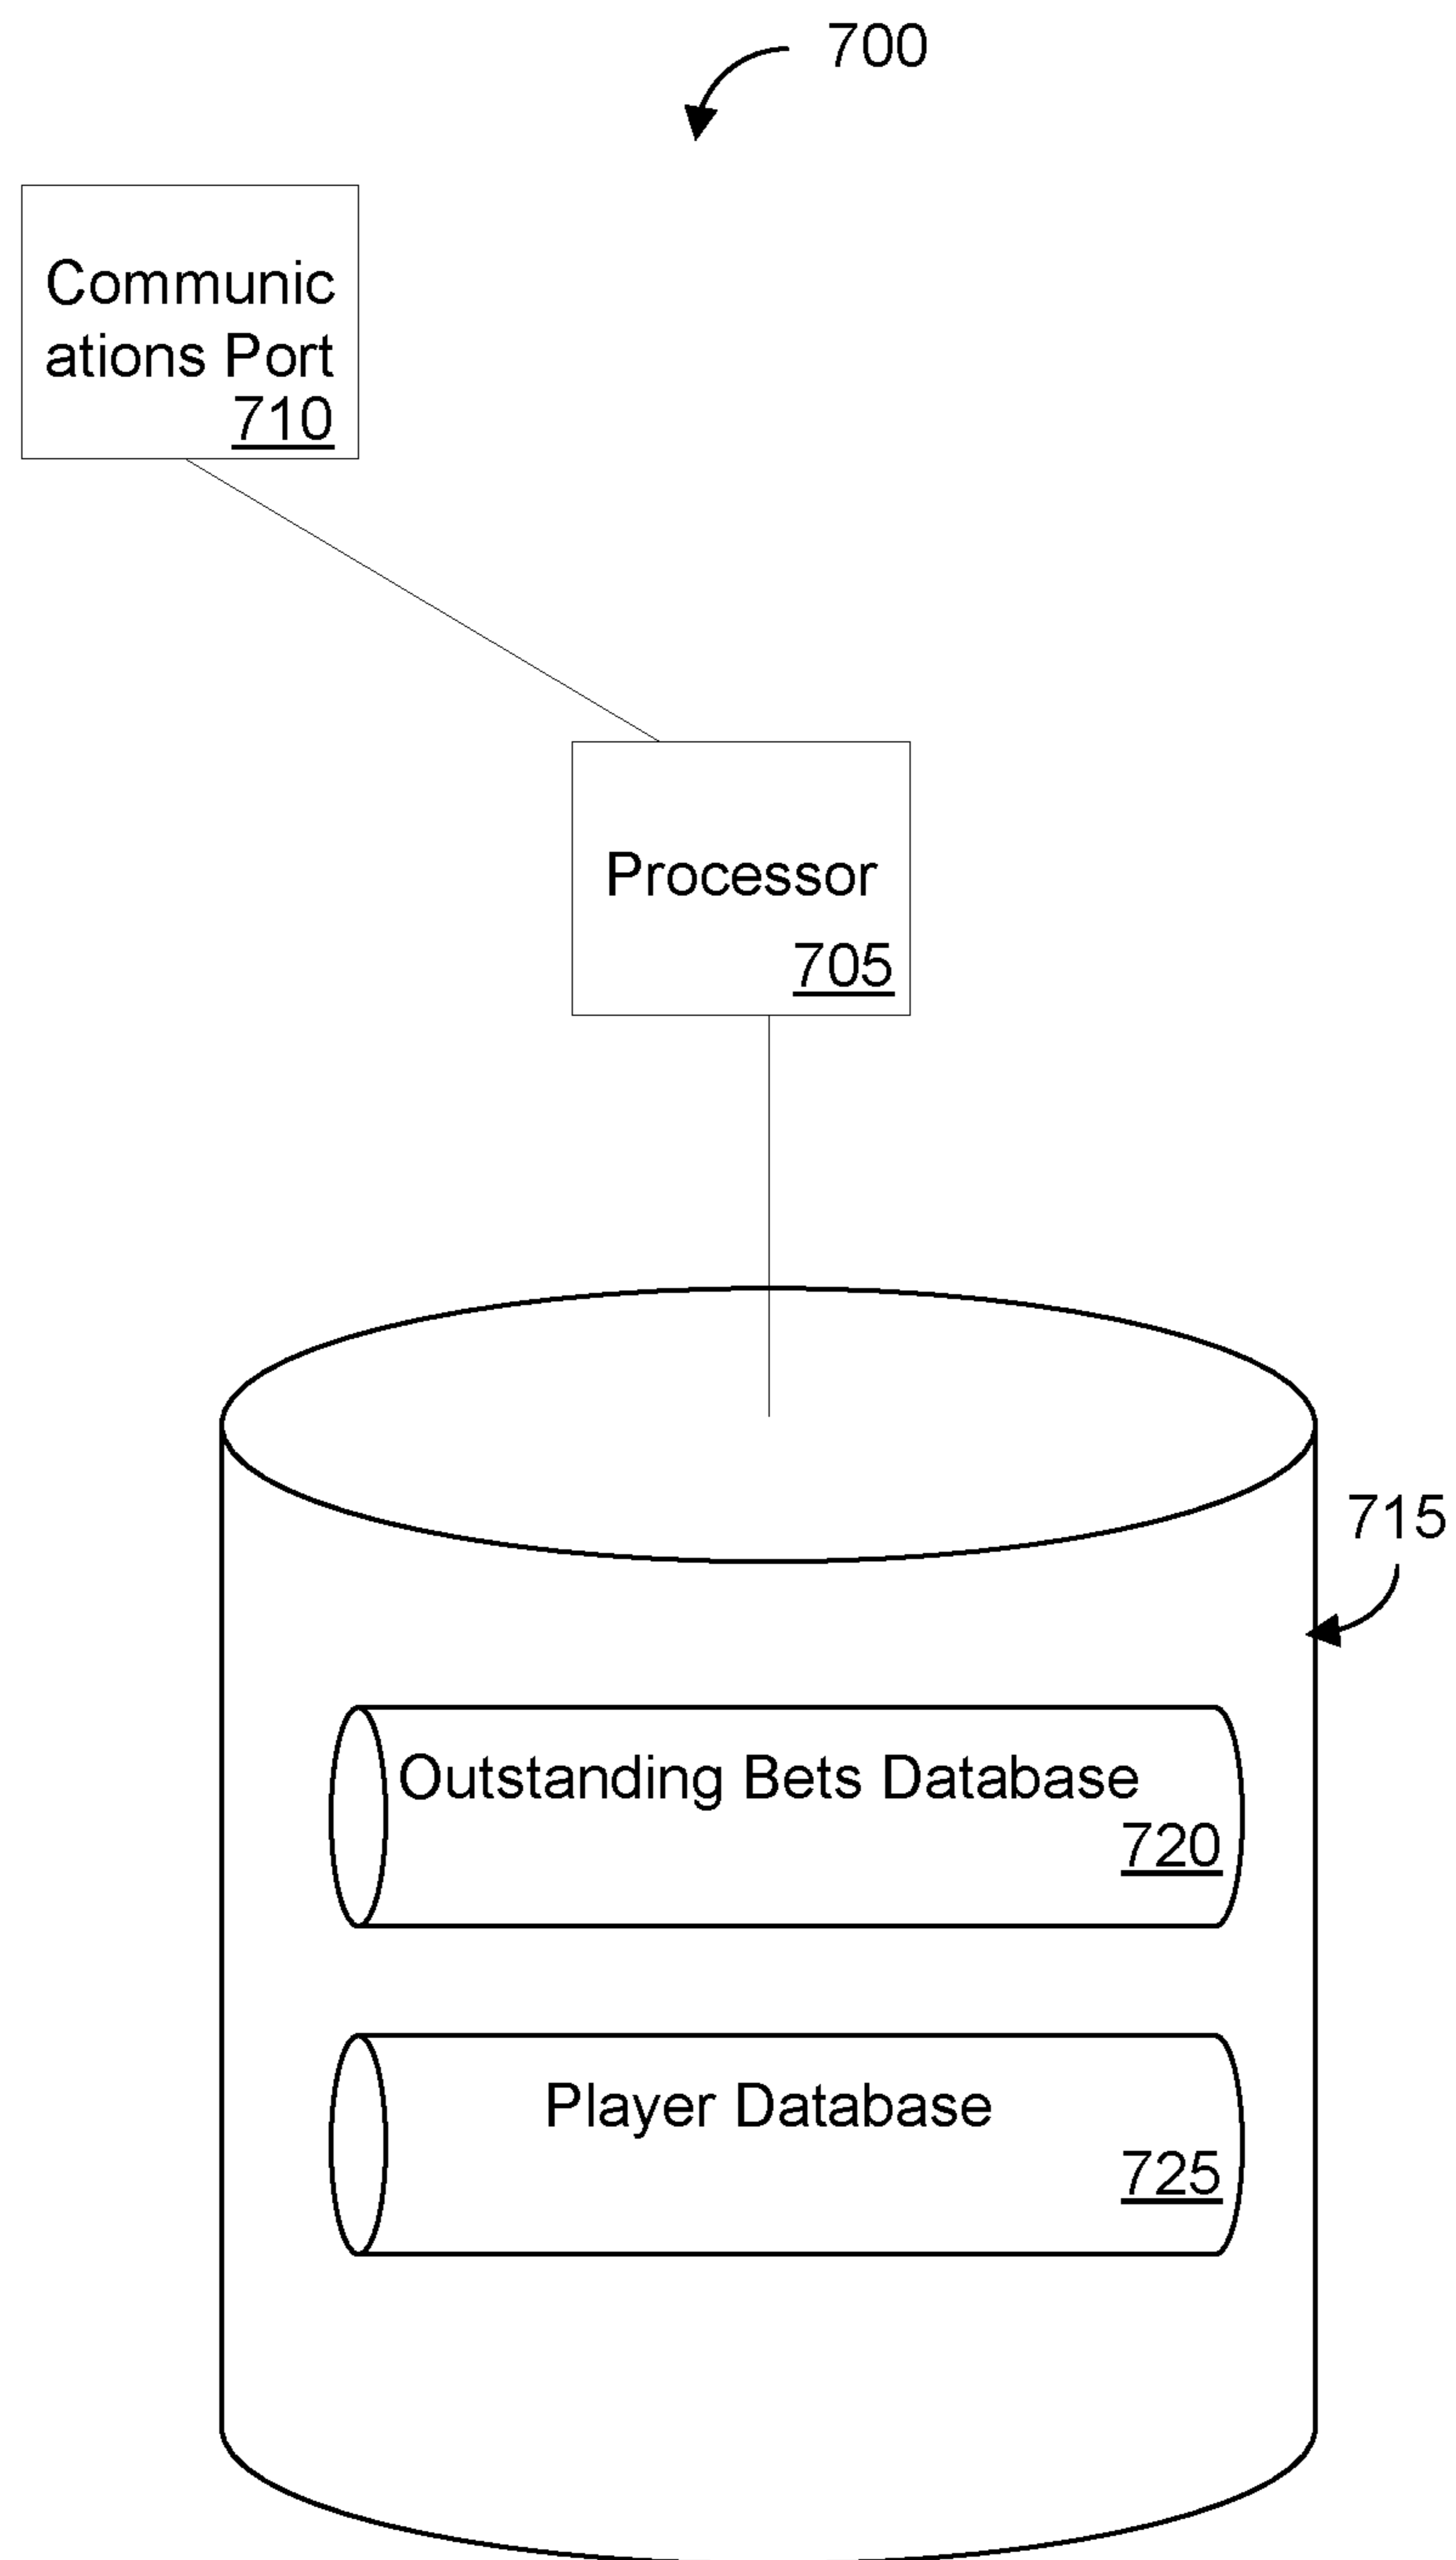 700
Communic
ations Port
710
Processor
705
715
Outstanding Bets Database
720
Player Database
725